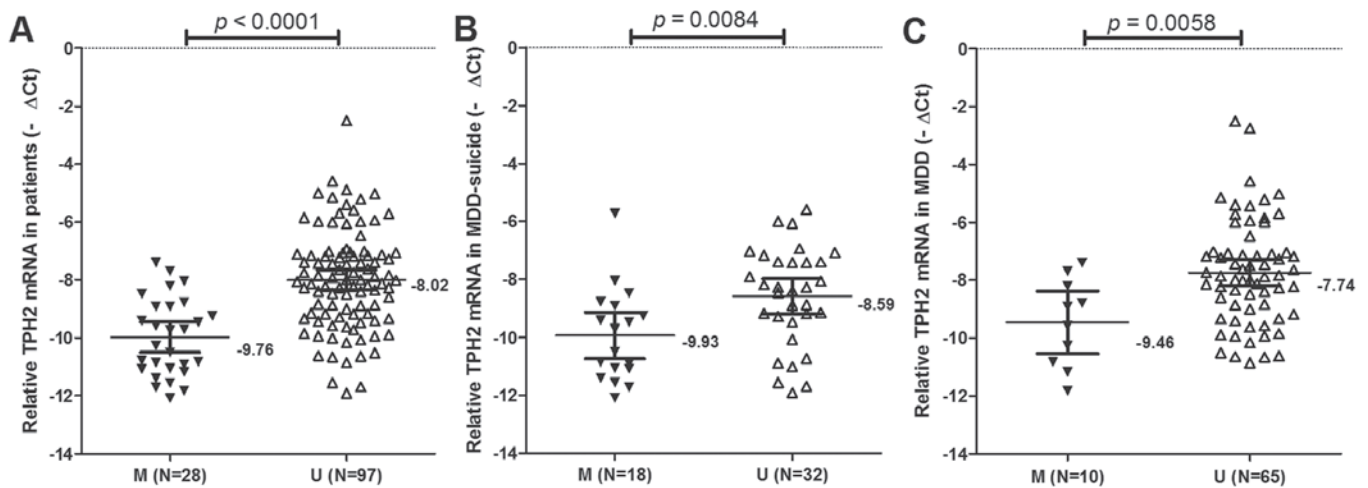 A
p < 0.0001
Relative TPH2 mRNA in patients (- ΔCt)
0
-2
-4
-6
-8
-10
-12
-14
-9.76
-8.02
M (N=28)
U (N=97)
B
p = 0.0084
Relative TPH2 mRNA in MDD-suicide (- ΔCt)
0
-2
-4
-6
-8
-10
-12
-14
-9.93
-8.59
M (N=18)
U (N=32)
C
p = 0.0058
Relative TPH2 mRNA in MDD (- ΔCt)
0
-2
-4
-6
-8
-10
-12
-14
-9.46
-7.74
M (N=10)
U (N=65)